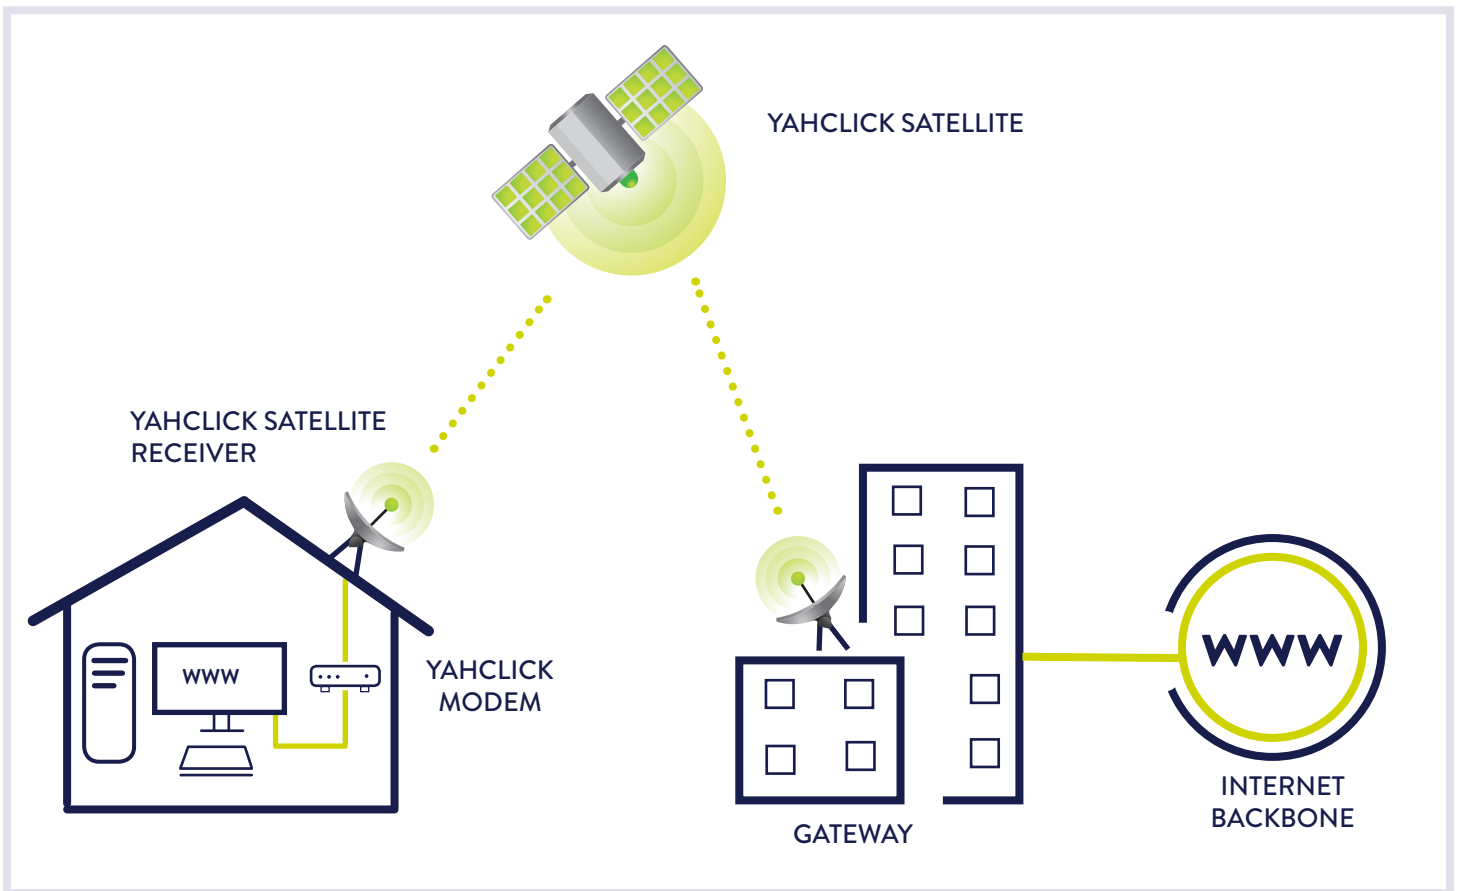 YAHCLICK SATELLITE
YAHCLICK SATELLITE
RECEIVER
WWW
YAHCLICK
MODEM
GATEWAY
WWW
INTERNET
BACKBONE